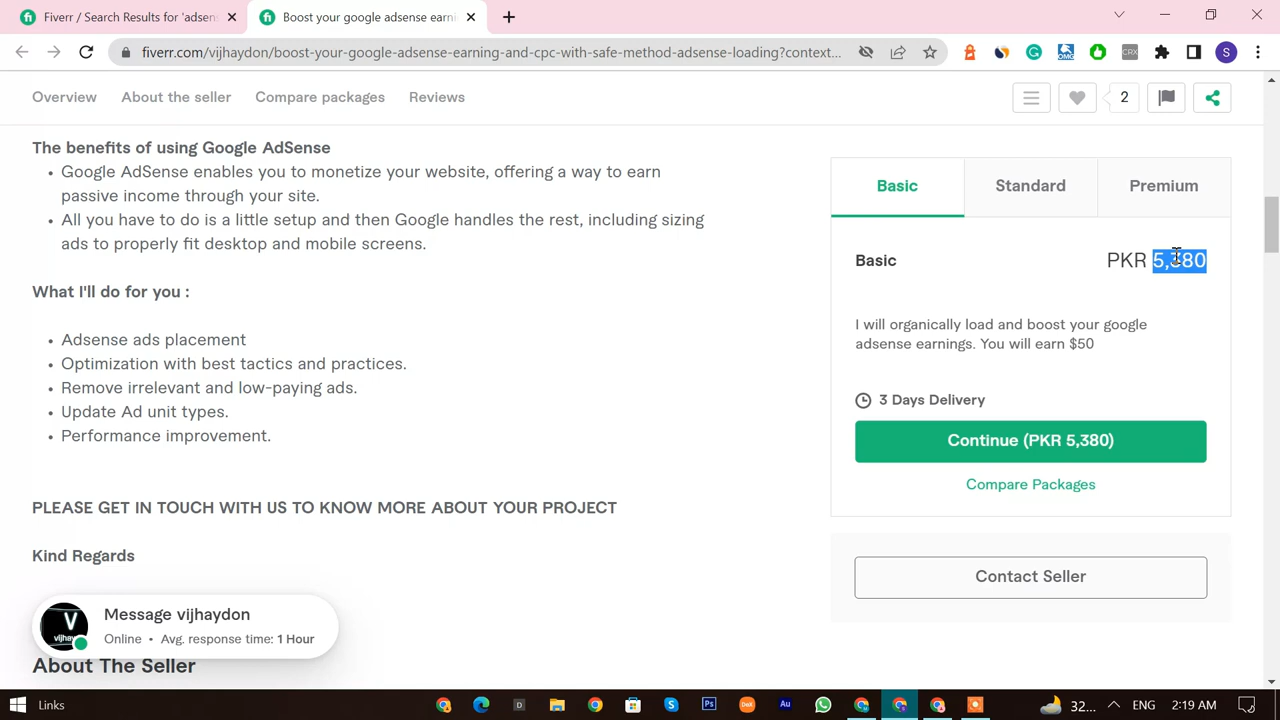 Fiverr / Search Results for 'adsen
Boost your google adsense earni
fiverr.com/vijhaydon/boost-your-google-adsense-earning-and-cpc-with-safe-method-adsense-loading?context...
CRX
S
Overview
About the seller
Compare packages
Reviews
2
The benefits of using Google AdSense
• Google AdSense enables you to monetize your website, offering a way to earn
passive income through your site.
• All you have to do is a little setup and then Google handles the rest, including sizing
ads to properly fit desktop and mobile screens.
What I'll do for you :
• Adsense ads placement
• Optimization with best tactics and practices.
• Remove irrelevant and low-paying ads.
• Update Ad unit types.
• Performance improvement.
PLEASE GET IN TOUCH WITH US TO KNOW MORE ABOUT YOUR PROJECT
Kind Regards
Message vijhaydon
Online • Avg. response time: 1 Hour
About The Seller
Basic
Standard
Premium
Basic
PKR 5,380
I will organically load and boost your google
adsense earnings. You will earn $50
3 Days Delivery
Continue (PKR 5,380)
Compare Packages
Contact Seller
Links
32...
ENG
2:19 AM